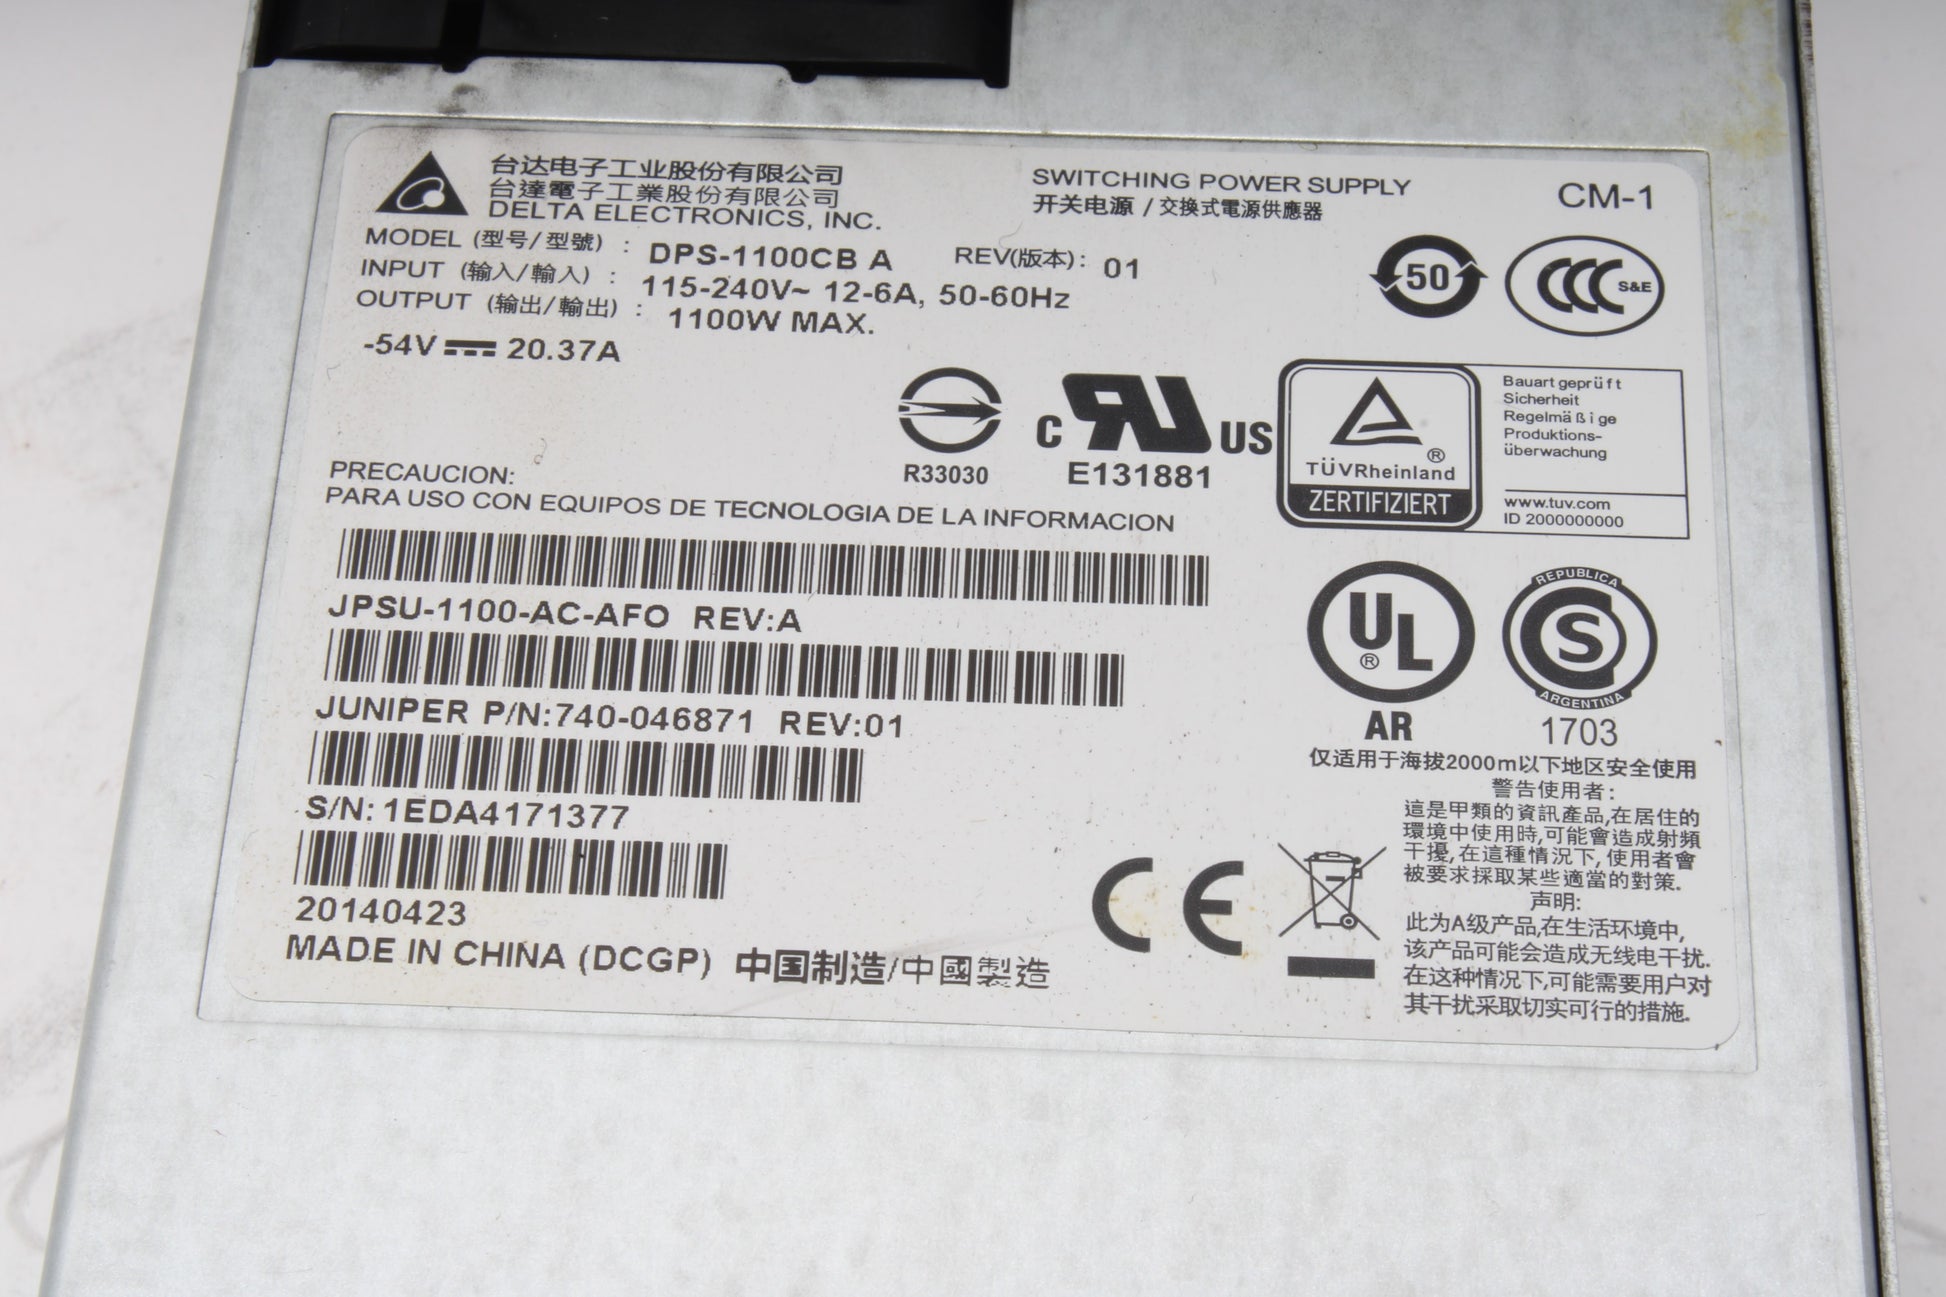 台达电子工业股份有限公司
台達電子工業股份有限公司
DELTA ELECTRONICS, INC.
SWITCHING POWER SUPPLY
开关电源 / 交換式電源供應器
CM-1
MODEL (型号/型號) : DPS-1100CB A REV(版本): 01
INPUT (输入/輸入) : 115-240V~ 12-6A, 50-60Hz
OUTPUT (输出/輸出) : 1100W MAX.
-54V 20.37A
50
CCC S&E
R33030
c RU US
E131881
TÜVRheinland ®
ZERTIFIZIERT
Bauart geprüft
Sicherheit
Regelmäßige
Produktions-
überwachung
www.tuv.com
ID 2000000000
PRECAUCION:
PARA USO CON EQUIPOS DE TECNOLOGIA DE LA INFORMACION
JPSU-1100-AC-AFO REV:A
JUNIPER P/N:740-046871 REV:01
S/N: 1EDA4171377
20140423
MADE IN CHINA (DCGP) 中国制造/中國製造
UL ®
AR
REPUBLICA
S
ARGENTINA
1703
仅适用于海拔2000m以下地区安全使用
警告使用者:
這是甲類的資訊產品,在居住的
環境中使用時,可能會造成射頻
干擾,在這種情況下,使用者會
被要求採取某些適當的對策.
声明:
此为A级产品,在生活环境中,
该产品可能会造成无线电干扰.
在这种情况下,可能需要用户对
其干扰采取切实可行的措施.
CE